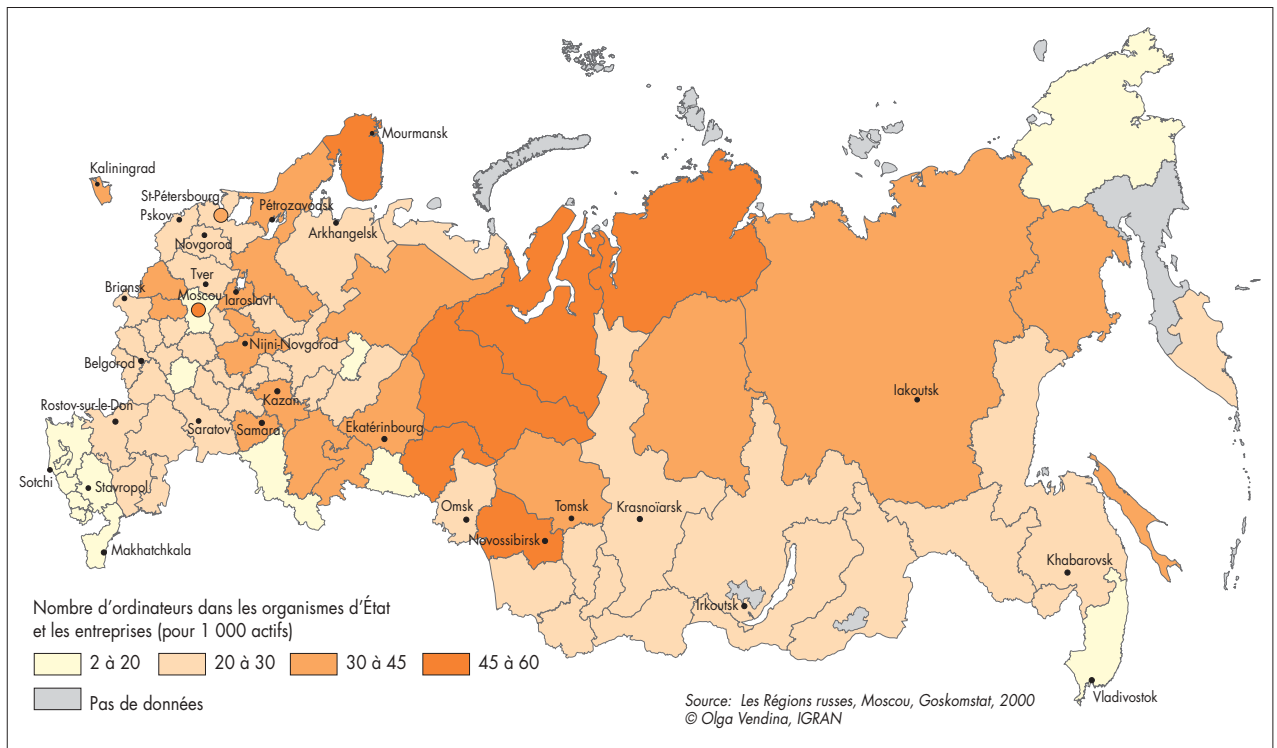 Mourmansk
Kaliningrad
St-Pétersbourg
Pskov
Pétrozavodsk
Arkhangelsk
Novgorod
Tver
Briansk
Moscou
Iaroslavl
Nijni-Novgorod
Belgorod
Iakoutsk
Kazan
Rostov-sur-le-Don
Saratov
Samara
Ekatérinbourg
Sotchi
Stavropol
Omsk
Tomsk
Krasnoïarsk
Novossibirsk
Makhatchkala
Khabarovsk
Irkoutsk
Vladivostok
Nombre d'ordinateurs dans les organismes d'État
et les entreprises (pour 1 000 actifs)
2 à 20
20 à 30
30 à 45
45 à 60
Pas de données
Source: Les Régions russes, Moscou, Goskomstat, 2000
© Olga Vendina, IGRAN